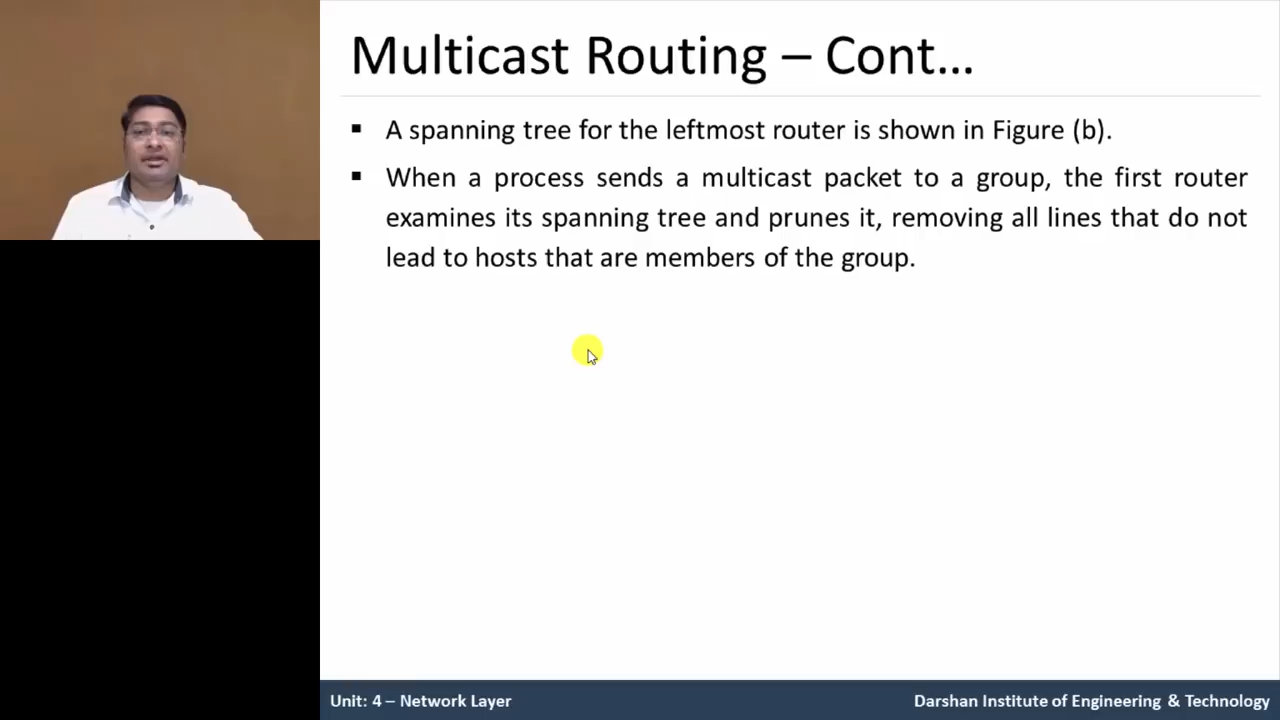 Multicast Routing – Cont…
▪ A spanning tree for the leftmost router is shown in Figure (b).
▪ When a process sends a multicast packet to a group, the first router
examines its spanning tree and prunes it, removing all lines that do not
lead to hosts that are members of the group.
Unit: 4 – Network Layer
Darshan Institute of Engineering & Technology